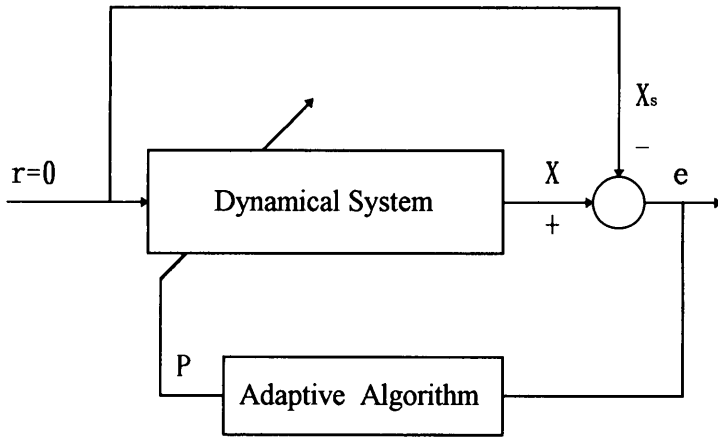 Xs
−
r=0
Dynamical System
X
+
e
P
Adaptive Algorithm